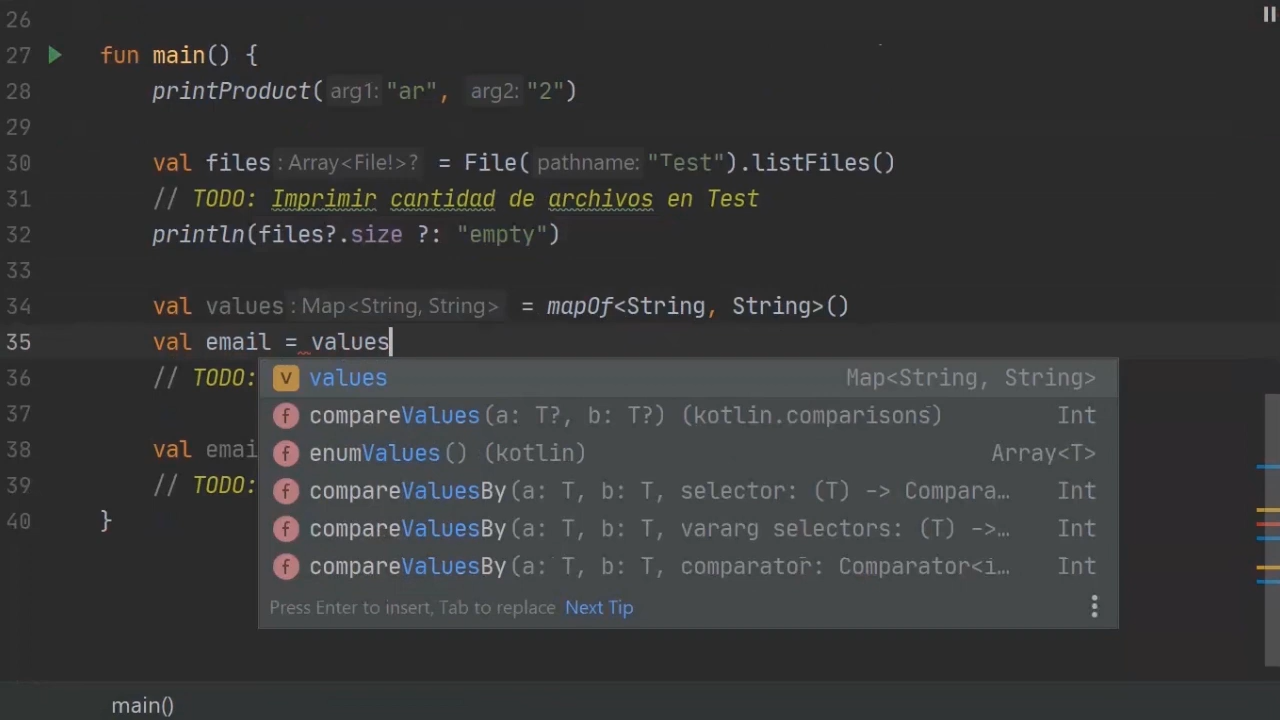 26
27 fun main() {
28 printProduct( arg1: "ar", arg2: "2")
29
30 val files : Array<File!>? = File( pathname: "Test").listFiles()
31 // TODO: Imprimir cantidad de archivos en Test
32 println(files?.size ?: "empty")
33
34 val values : Map<String, String> = mapOf<String, String>()
35 val email = values
36 // TODO:
v values Map<String, String>
f compareValues(a: T?, b: T?) (kotlin.comparisons) Int
37
f enumValues() (kotlin) Array<T>
38 val emai
39 // TODO:
f compareValuesBy(a: T, b: T, selector: (T) -> Compara… Int
40 }
f compareValuesBy(a: T, b: T, vararg selectors: (T) ->… Int
f compareValuesBy(a: T, b: T, comparator: Comparator<i… Int
Press Enter to insert, Tab to replace Next Tip
main()